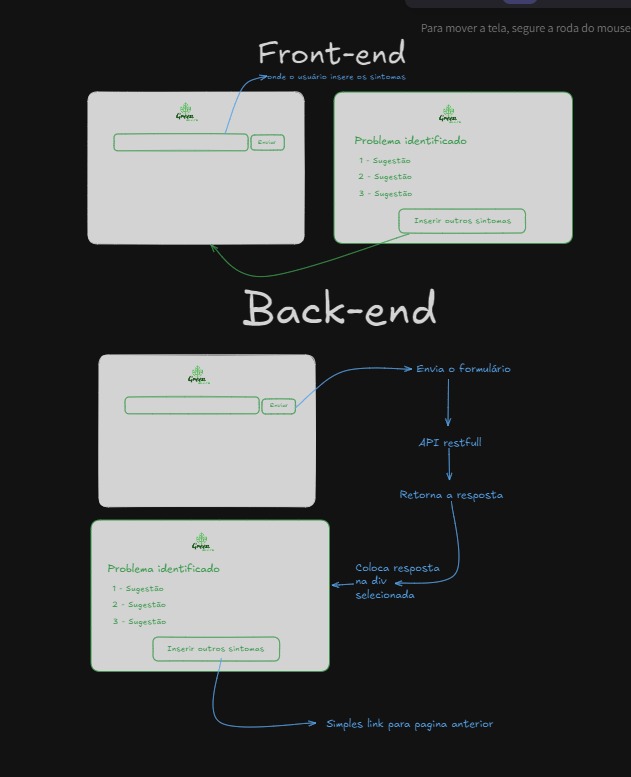 Para mover a tela, segure a roda do mouse
Front-end
onde o usuário insere os sintomas
Green
Enviar
Green
Problema identificado
1 - Sugestão
2 - Sugestão
3 - Sugestão
Inserir outros sintomas
Back-end
Green
Enviar
Envia o formulário
API restfull
Retorna a resposta
Coloca resposta
na div
selecionada
Green
Problema identificado
1 - Sugestão
2 - Sugestão
3 - Sugestão
Inserir outros sintomas
Simples link para pagina anterior